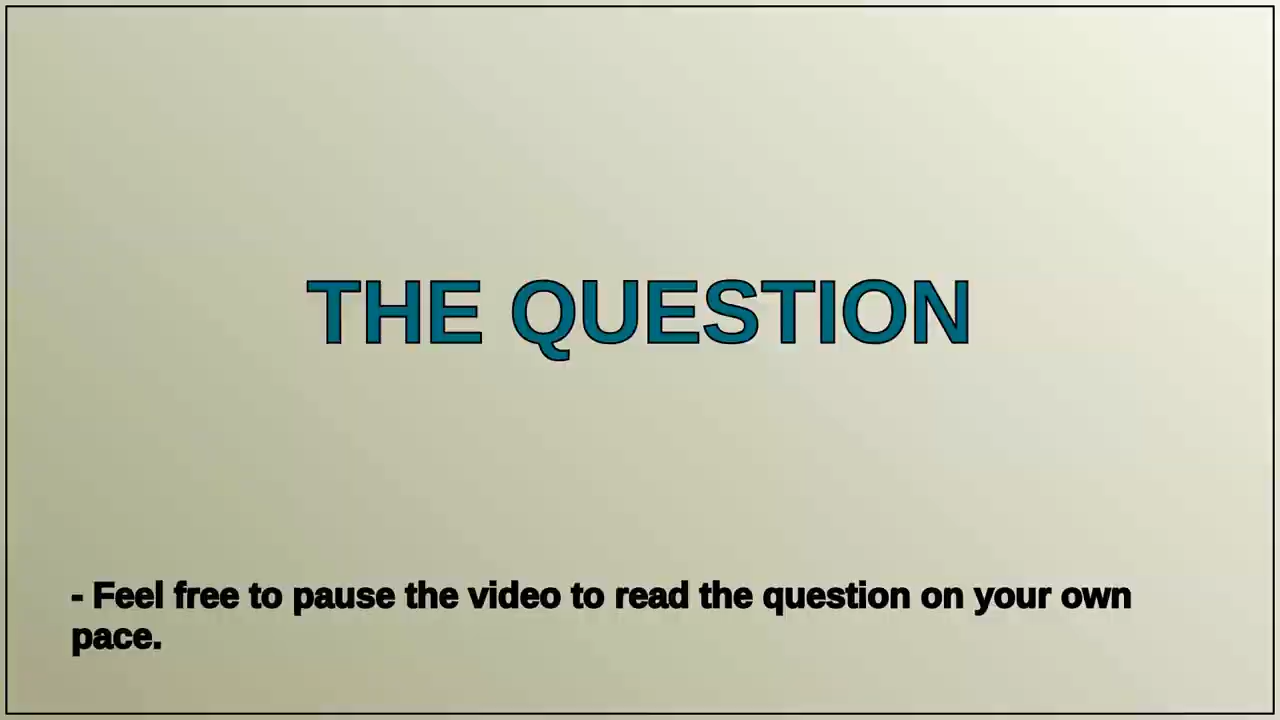 THE QUESTION
- Feel free to pause the video to read the question on your own
pace.